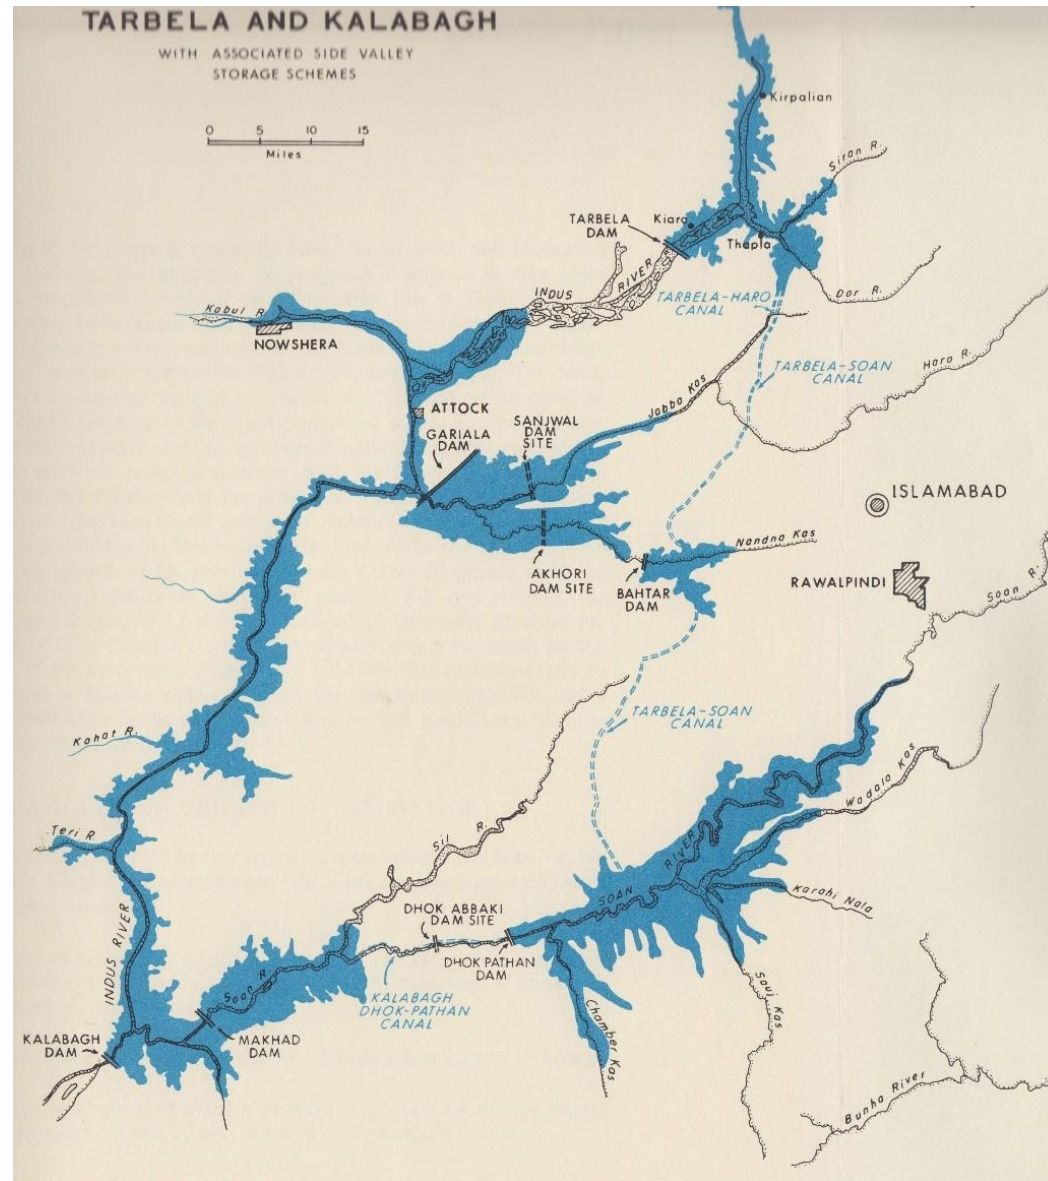 TARBELA AND KALABAGH
WITH ASSOCIATED SIDE VALLEY
STORAGE SCHEMES
0 5 10 15
Miles
Kirpalian
Siran R.
TARBELA
DAM
Kiara
Thapla
INDUS
RIVER
TARBELA-HARO
CANAL
Dor R.
Kabul R.
NOWSHERA
TARBELA-SOAN
CANAL
Haro R.
ATTOCK
GARIALA
DAM
SANJWAL
DAM
SITE
Jabba Kas
ISLAMABAD
AKHORI
DAM SITE
BAHTAR
DAM
Nandna Kas
RAWALPINDI
Soan R.
TARBELA-SOAN
CANAL
Kohat R.
Wadala Kas
Teri R.
Sil R.
SOAN RIVER
Karahi Nala
DHOK ABBAKI
DAM SITE
DHOK PATHAN
DAM
INDUS RIVER
Soan R.
KALABAGH
DHOK-PATHAN
CANAL
Chamber Kas
Sauj Kas
KALABAGH
DAM
MAKHAD
DAM
Bunha River